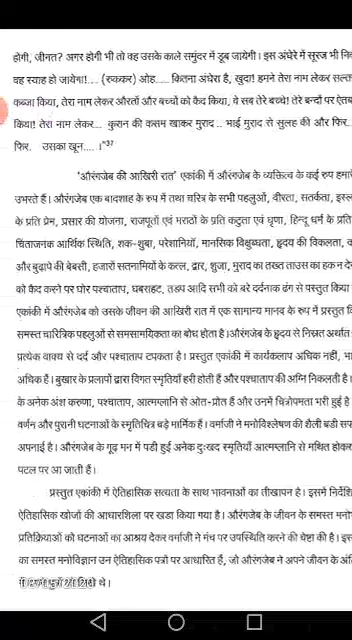 होगी, जीनत? अगर होगी भी तो वह उसके काले समुंदर में डूब जायेगी। इस अंधेरे में सूरज भी
वह स्याह हो जायेगा!... (रुककर) ओह..... कितना अंधेरा है, खुदा! हमने तेरा नाम लेकर
कब्जा किया, तेरा नाम लेकर औरतों और बच्चों को कैद किया, वे सब तेरे बच्चे! तेरे बन्दों पर
किया! तेरा नाम लेकर... कुरान की कसम खाकर मुराद .. भाई मुराद से सुलह की और फिर...
फिर. उसका खून.... ।"37
'औरंगजेब की आखिरी रात' एकांकी में औरंगजेब के व्यक्तित्व के कई रुप
उभरते हैं। औरंगजेब एक बादशाह के रुप में तथा चरित्र के सभी पहलुओं, वीरता, सतर्कता,
के प्रति प्रेम, प्रसार की योजना, राजपूतों एवं भराठों के प्रति कटुता एवं घृणा, हिन्दू धर्म के प्रति
चिंताजनक आर्थिक स्थिति, शक-शुबा, परेशानियाँ, मानसिक विक्षुब्धता, हृदय की विकलता,
और बुढ़ापे की बेबसी, हजारों सतनामियों के कत्ल, द्वारा, शुजा, मुराद का तख्त ताउस का हक न
को कैद करने पर घोर पश्चाताप, घबराहट, तडप आदि सभी को बरे दर्दनाक ढंग से प्रस्तुत किया
एकांकी में औरंगजेब को उसके जीवन की आखिरी रात में एक सामान्य मानव के रुप में प्रस्तुत
समस्त चारित्रिक पहलुओं से समसामयिकता का बोध होता है।औरंगजेब के हृदय से निस्रत अर्थात
प्रत्येक वाक्य से दर्द और पश्चाताप टपकता है। प्रस्तुत एकांकी में कार्यकलाप अधिक नहीं,
अधिक हैं। बुखार के प्रलापों द्वारा विगत स्मृतियाँ हरी होती हैं और पश्चाताप की अग्नि निकलती है।
के अनेक अंश करुणा, पश्चाताप, आत्मग्लानि से ओत-प्रोत हैं और उनमें चित्रोपमता भरी हुई है
वर्णन और पुरानी घटनाओं के स्मृतिचित्र बड़े मार्मिक हैं। वर्माजी ने मनोविश्लेषण की शैली बडी
अपनाई है। औरंगजेब के गूढ़ मन में पडी हुई अनेक दुःखद स्मृतियाँ आत्मग्लानि से मथित होकर
पटल पर आ जाती हैं।
प्रस्तुत एकांकी में ऐतिहासिक सत्यता के साथ भावनाओं का तीखापन है। इसमें
ऐतिहासिक खोजों की आधारशिला पर खडा किया गया है। औरंगजेब के जीवन के समस्त
प्रतिक्रियाओं को घटनाओं का आश्रय देकर वर्माजी ने मंच पर उपस्थिति करने की चेष्टा की है।
का समस्त मनोविज्ञान उन ऐतिहासिक पत्रों पर आधारित हैं, जो औरंगजेब ने अपने जीवन के
थे।